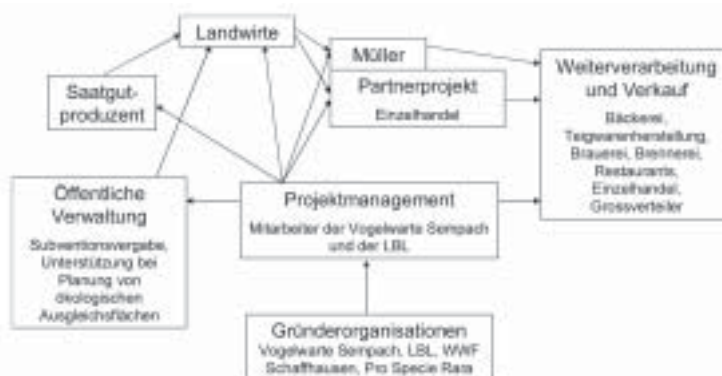 Landwirte
Müller
Partnerprojekt
Einzelhandel
Weiterverarbeitung
und Verkauf
Bäckerei,
Teigwarenherstellung,
Brauerei, Brennerei,
Restaurants,
Einzelhandel,
Grossverteiler
Saatgut-
produzent
Öffentliche
Verwaltung
Subventionsvergabe,
Unterstützung bei
Planung von
ökologischen
Ausgleichsflächen
Projektmanagement
Mitarbeiter der Vogelwarte Sempach
und der LBL
Gründerorganisationen
Vogelwarte Sempach, LBL, WWF
Schaffhausen, Pro Specie Rara